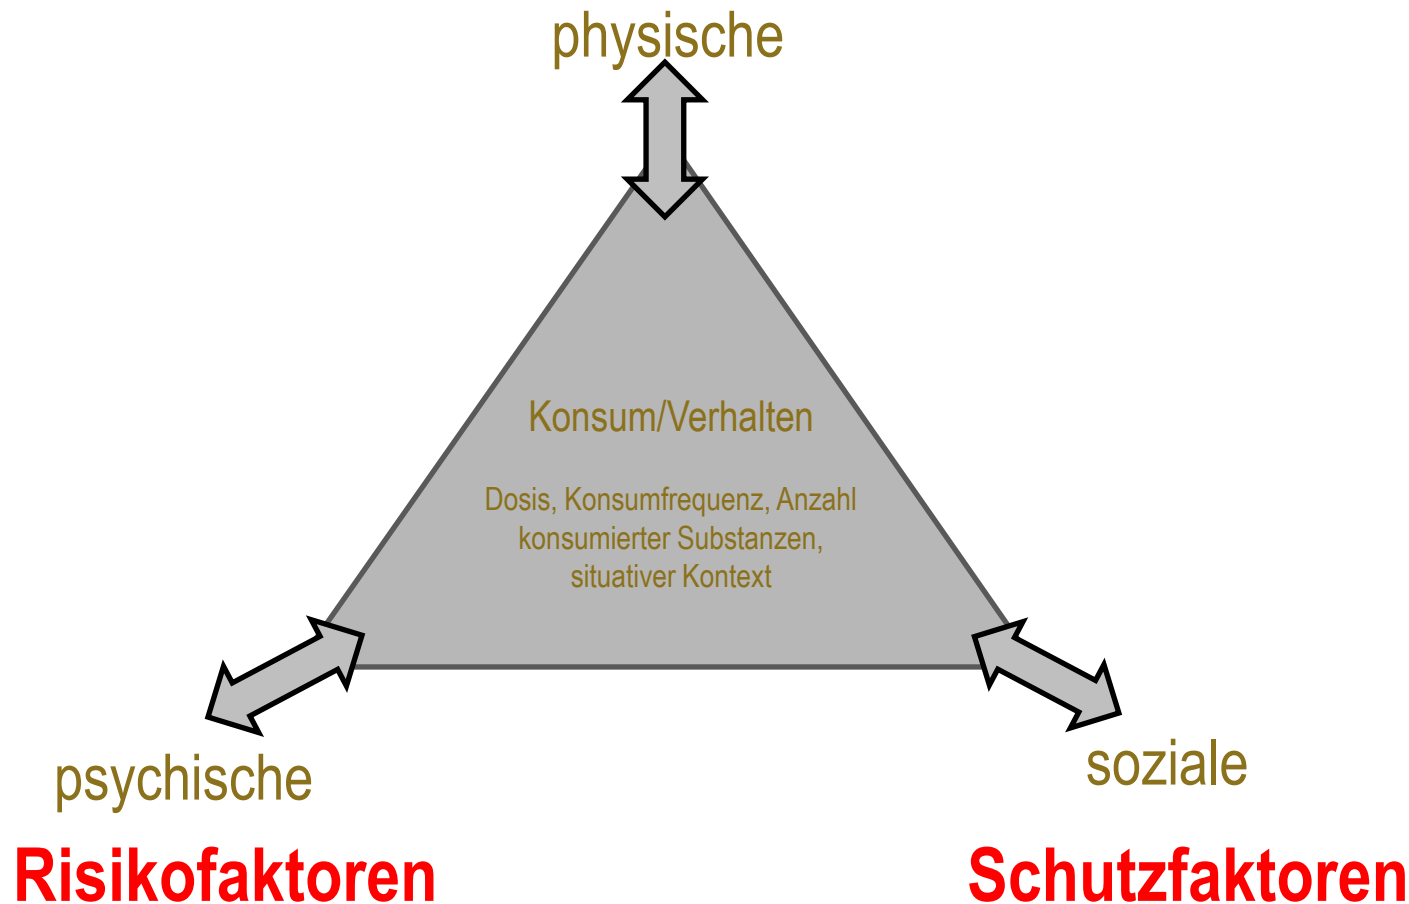 physische
Konsum/Verhalten
Dosis, Konsumfrequenz, Anzahl
konsumierter Substanzen,
situativer Kontext
psychische
soziale
Risikofaktoren
Schutzfaktoren